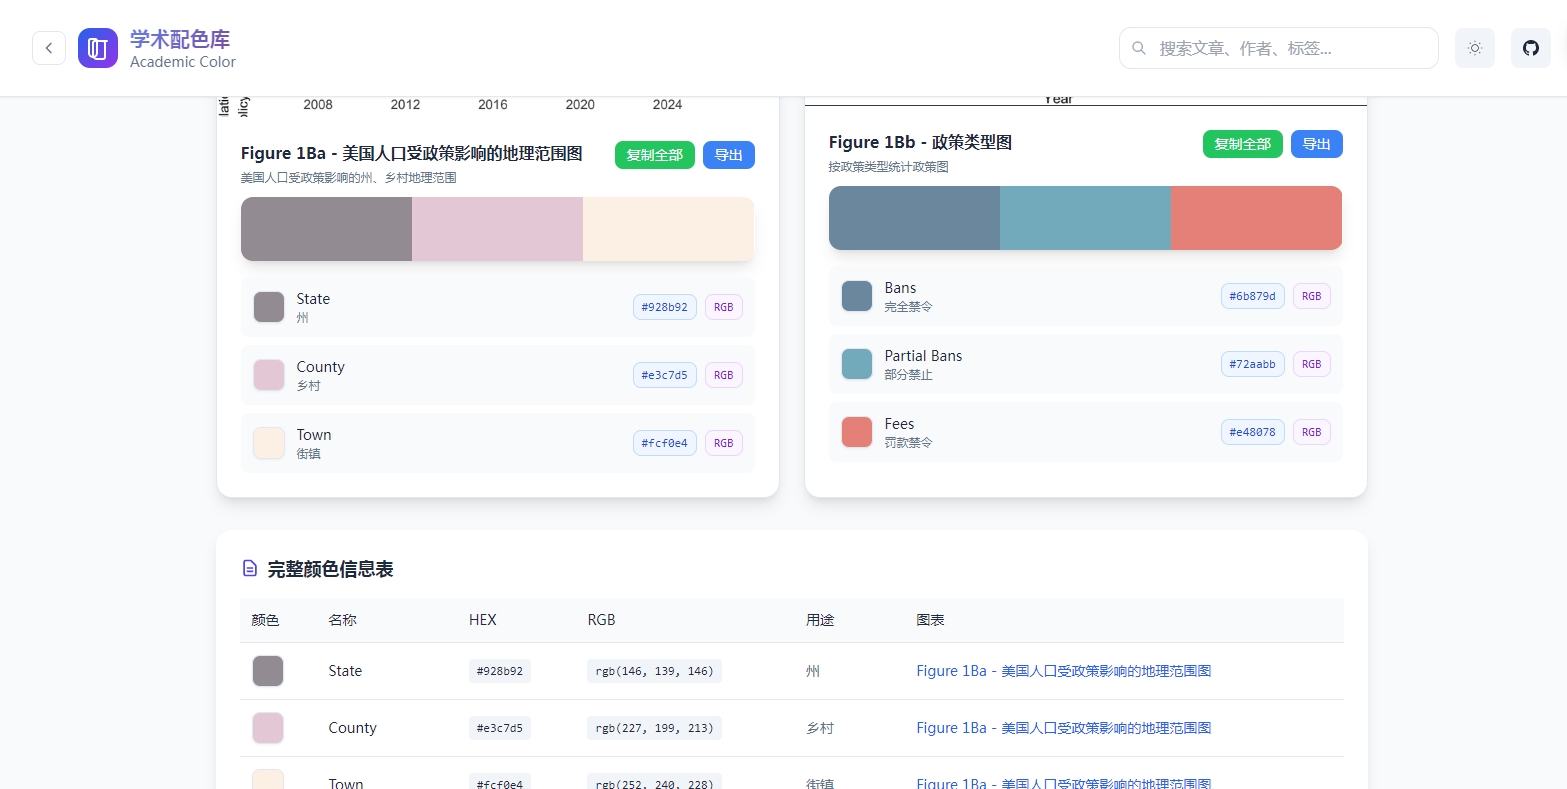 学术配色库
Academic Color
搜索文章、作者、标签...
2008 2012 2016 2020 2024
Figure 1Ba - 美国人口受政策影响的地理范围图
复制全部 导出
美国人口受政策影响的州、乡村地理范围
State
州
#928b92 RGB
County
乡村
#e3c7d5 RGB
Town
街镇
#fcf0e4 RGB
Year
Figure 1Bb - 政策类型图
复制全部 导出
按政策类型统计政策图
Bans
完全禁令
#6b879d RGB
Partial Bans
部分禁止
#72aabb RGB
Fees
罚款禁令
#e48078 RGB
完整颜色信息表
颜色 名称 HEX RGB 用途 图表
State #928b92 rgb(146, 139, 146) 州 Figure 1Ba - 美国人口受政策影响的地理范围图
County #e3c7d5 rgb(227, 199, 213) 乡村 Figure 1Ba - 美国人口受政策影响的地理范围图
Town #fcf0e4 rgb(252, 240, 228) 街镇 Figure 1Ba - 美国人口受政策影响的地理范围图